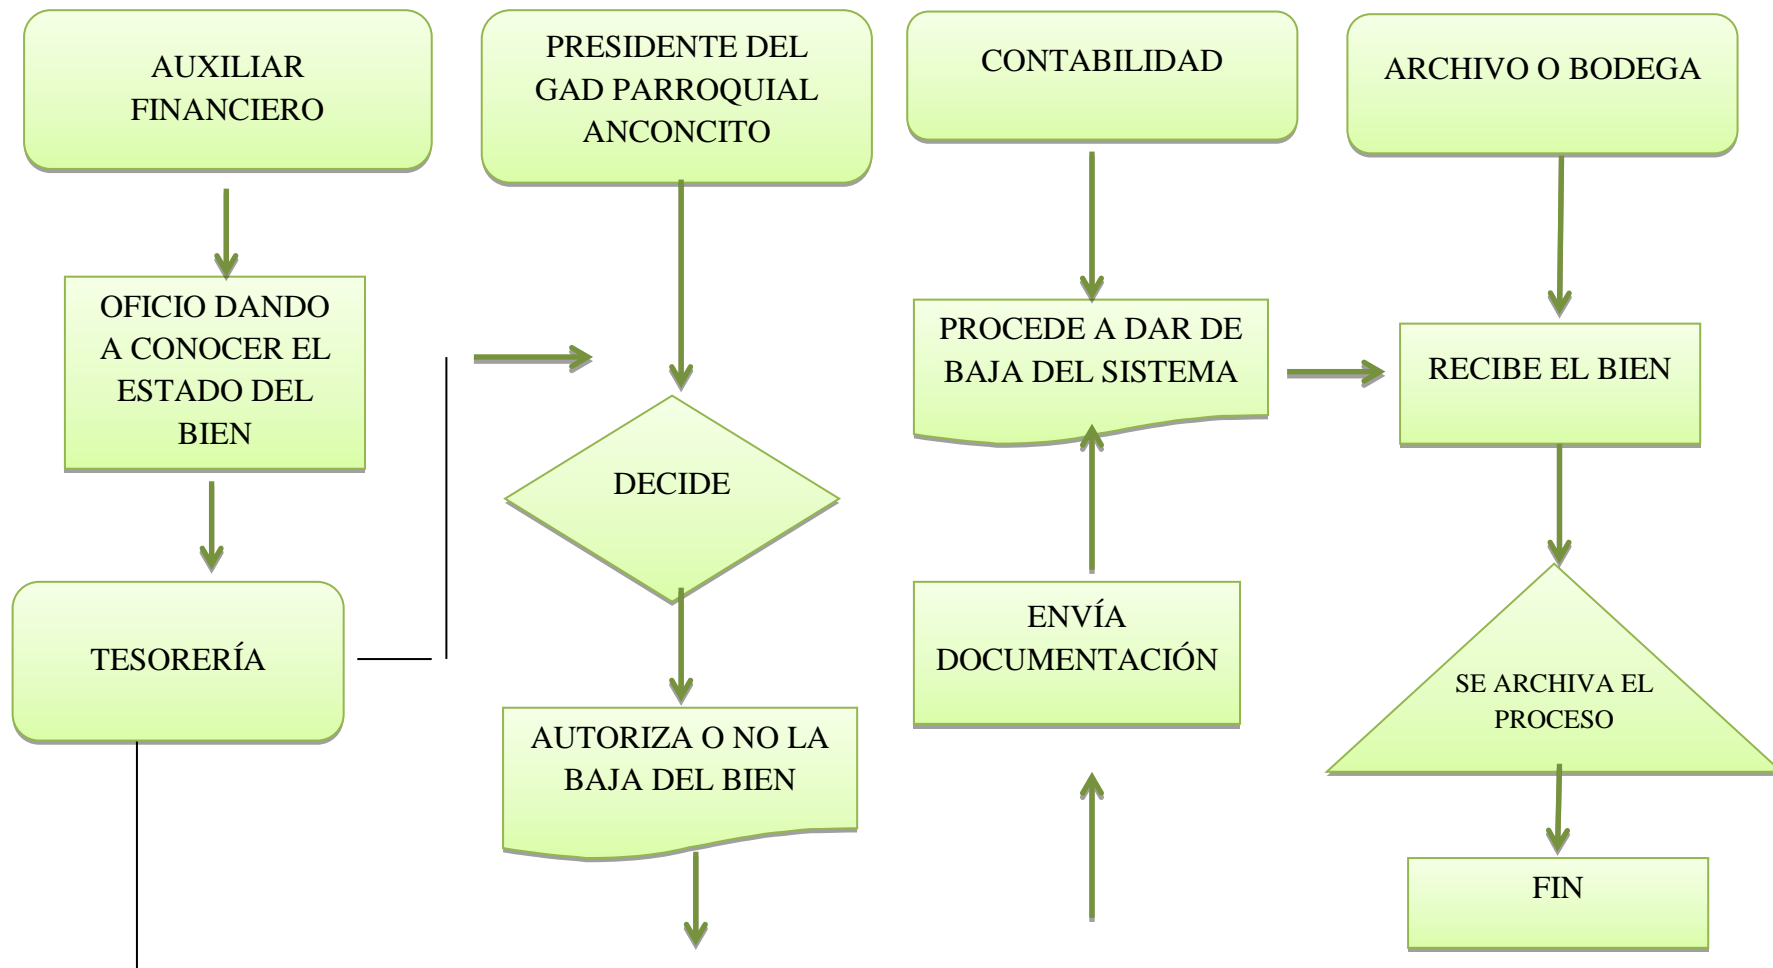 AUXILIAR
FINANCIERO
OFICIO DANDO
A CONOCER EL
ESTADO DEL
BIEN
TESORERÍA
PRESIDENTE DEL
GAD PARROQUIAL
ANCONCITO
DECIDE
AUTORIZA O NO LA
BAJA DEL BIEN
CONTABILIDAD
PROCEDE A DAR DE
BAJA DEL SISTEMA
ENVÍA
DOCUMENTACIÓN
ARCHIVO O BODEGA
RECIBE EL BIEN
SE ARCHIVA EL
PROCESO
FIN